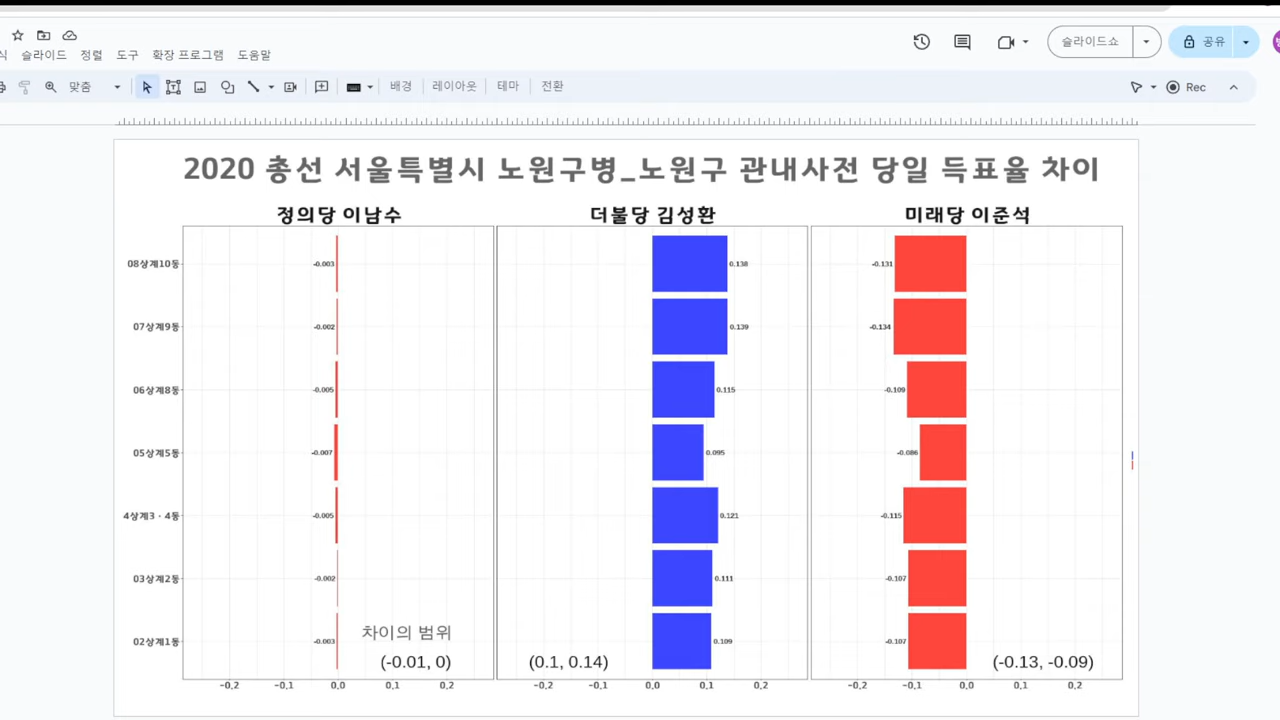 식 슬라이드 정렬 도구 확장 프로그램 도움말
슬라이드쇼
공유
맞춤
배경 레이아웃 테마 전환
Rec
2020 총선 서울특별시 노원구병_노원구 관내사전 당일 득표율 차이
정의당 이남수 더불당 김성환 미래당 이준석
08상계10동 -0.003 0.138 -0.131
07상계9동 -0.002 0.139 -0.134
06상계8동 -0.005 0.115 -0.109
05상계5동 -0.007 0.095 -0.086
4상계3·4동 -0.005 0.121 -0.115
03상계2동 -0.002 0.111 -0.107
02상계1동 -0.003 0.109 -0.107
차이의 범위
(-0.01, 0) (0.1, 0.14) (-0.13, -0.09)
-0.2 -0.1 0.0 0.1 0.2 -0.2 -0.1 0.0 0.1 0.2 -0.2 -0.1 0.0 0.1 0.2